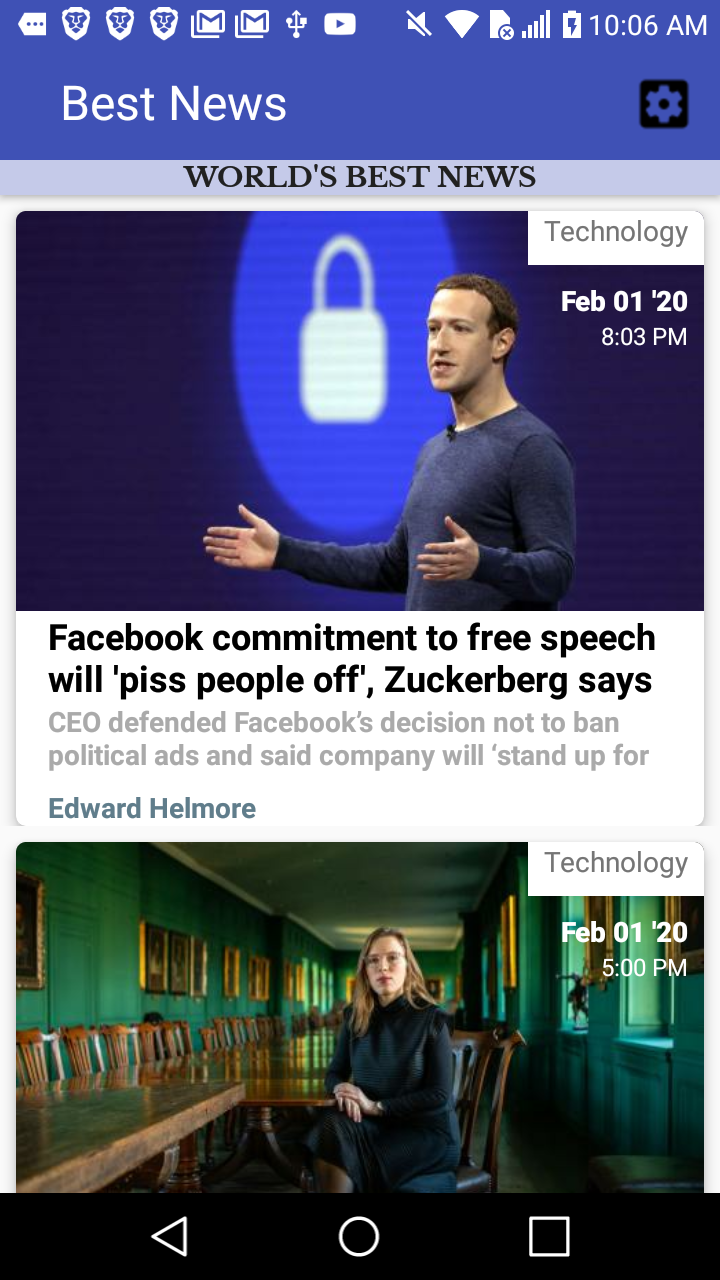 10:06 AM
Best News
WORLD'S BEST NEWS
Technology
Feb 01 '20
8:03 PM
Facebook commitment to free speech
will 'piss people off', Zuckerberg says
CEO defended Facebook’s decision not to ban
political ads and said company will ‘stand up for
Edward Helmore
Technology
Feb 01 '20
5:00 PM